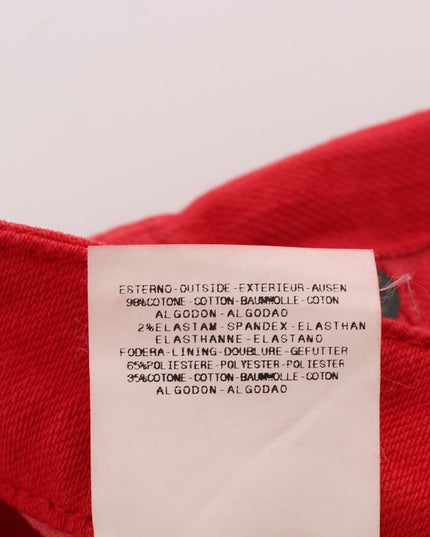 ESTERNO-OUTSIDE-EXTERIEUR-AUSEN
98%COTONE-COTTON-BAUMWOLLE-COTON
ALGODON-ALGODAO
2%ELASTAM-SPANDEX-ELASTHAN
ELASTHANNE-ELASTANO
FODERA-LINING-DOUBLURE-GEFUTTER
65%POLIESTERE-POLYESTER-POLIESTER
35%COTONE-COTTON-BAUMWOLLE-COTON
ALGODON-ALGODAO